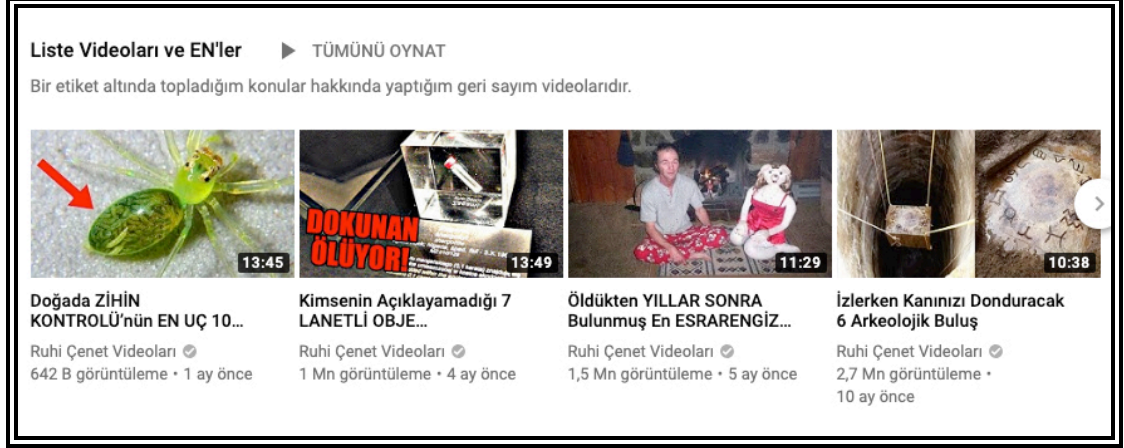 Liste Videoları ve EN'ler ▶ TÜMÜNÜ OYNAT
Bir etiket altında topladığım konular hakkında yaptığım geri sayım videolarıdır.
DOKUNAN
ÖLÜYOR!
13:45
13:49
11:29
10:38
Doğada ZİHİN
KONTROLÜ’nün EN UÇ 10...
Ruhi Çenet Videoları
642 B görüntüleme • 1 ay önce
Kimsenin Açıklayamadığı 7
LANETLİ OBJE...
Ruhi Çenet Videoları
1 Mn görüntüleme • 4 ay önce
Öldükten YILLAR SONRA
Bulunmuş En ESRARENGİZ...
Ruhi Çenet Videoları
1,5 Mn görüntüleme • 5 ay önce
İzlerken Kanınızı Donduracak
6 Arkeolojik Buluş
Ruhi Çenet Videoları
2,7 Mn görüntüleme •
10 ay önce